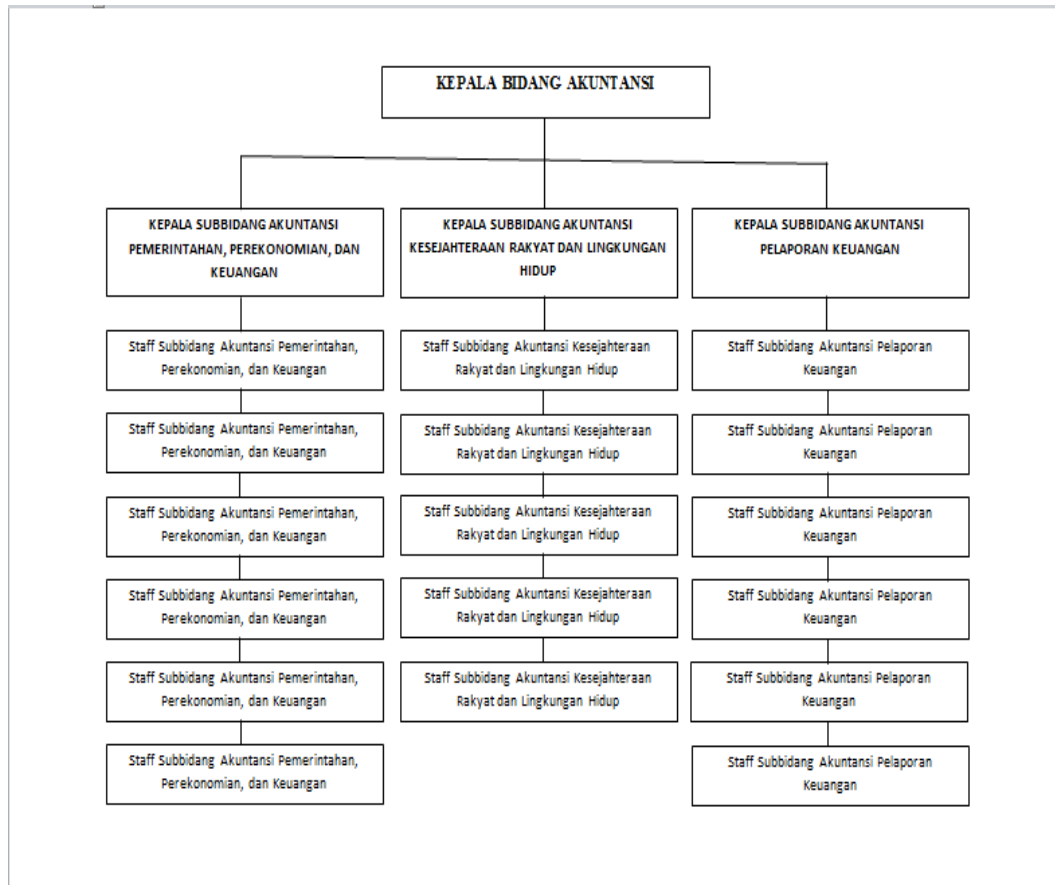 KEPALA BIDANG AKUNTANSI
KEPALA SUBBIDANG AKUNTANSI
PEMERINTAHAN, PEREKONOMIAN, DAN
KEUANGAN
KEPALA SUBBIDANG AKUNTANSI
KESEJAHTERAAN RAKYAT DAN LINGKUNGAN
HIDUP
KEPALA SUBBIDANG AKUNTANSI
PELAPORAN KEUANGAN
Staff Subbidang Akuntansi Pemerintahan,
Perekonomian, dan Keuangan
Staff Subbidang Akuntansi Kesejahteraan
Rakyat dan Lingkungan Hidup
Staff Subbidang Akuntansi Pelaporan
Keuangan
Staff Subbidang Akuntansi Pemerintahan,
Perekonomian, dan Keuangan
Staff Subbidang Akuntansi Kesejahteraan
Rakyat dan Lingkungan Hidup
Staff Subbidang Akuntansi Pelaporan
Keuangan
Staff Subbidang Akuntansi Pemerintahan,
Perekonomian, dan Keuangan
Staff Subbidang Akuntansi Kesejahteraan
Rakyat dan Lingkungan Hidup
Staff Subbidang Akuntansi Pelaporan
Keuangan
Staff Subbidang Akuntansi Pemerintahan,
Perekonomian, dan Keuangan
Staff Subbidang Akuntansi Kesejahteraan
Rakyat dan Lingkungan Hidup
Staff Subbidang Akuntansi Pelaporan
Keuangan
Staff Subbidang Akuntansi Pemerintahan,
Perekonomian, dan Keuangan
Staff Subbidang Akuntansi Kesejahteraan
Rakyat dan Lingkungan Hidup
Staff Subbidang Akuntansi Pelaporan
Keuangan
Staff Subbidang Akuntansi Pemerintahan,
Perekonomian, dan Keuangan
Staff Subbidang Akuntansi Pelaporan
Keuangan